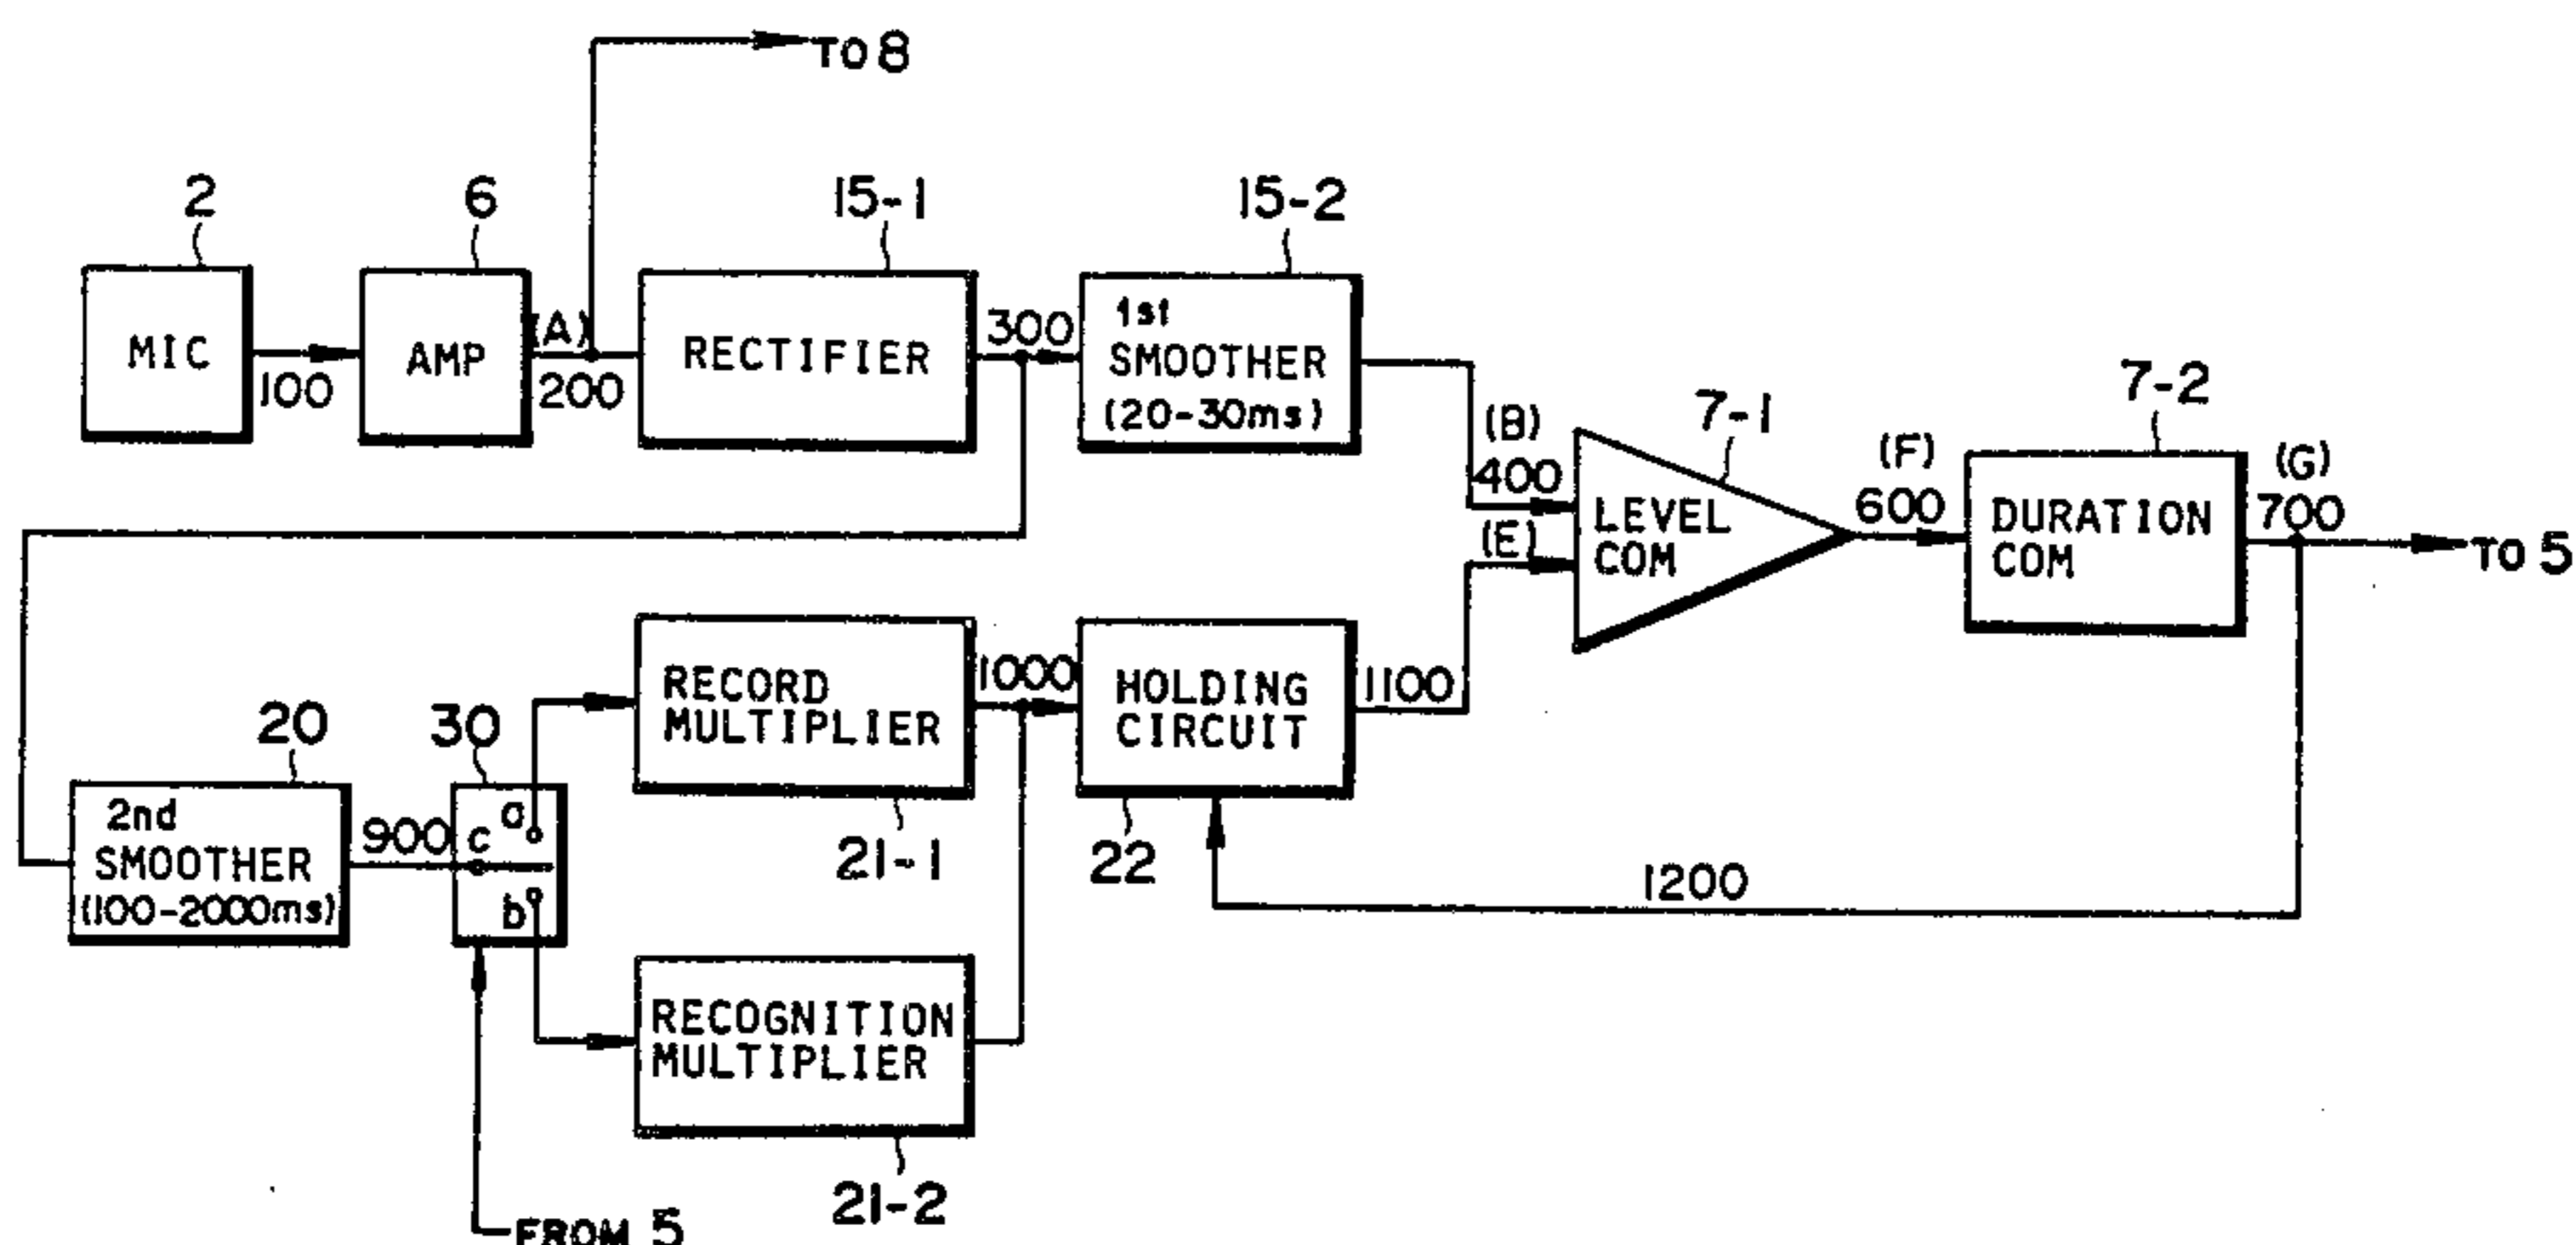 TO 8
2
6
15-1
15-2
MIC
100
AMP
(A)
200
RECTIFIER
300
1st
SMOOTHER
(20-30ms)
(B)
400
(E)
7-1
LEVEL
COM
(F)
600
7-2
DURATION
COM
(G)
700
TO 5
20
2nd
SMOOTHER
(100-2000ms)
900
30
a
c
b
RECORD
MULTIPLIER
21-1
1000
HOLDING
CIRCUIT
22
1100
1200
RECOGNITION
MULTIPLIER
21-2
FROM 5